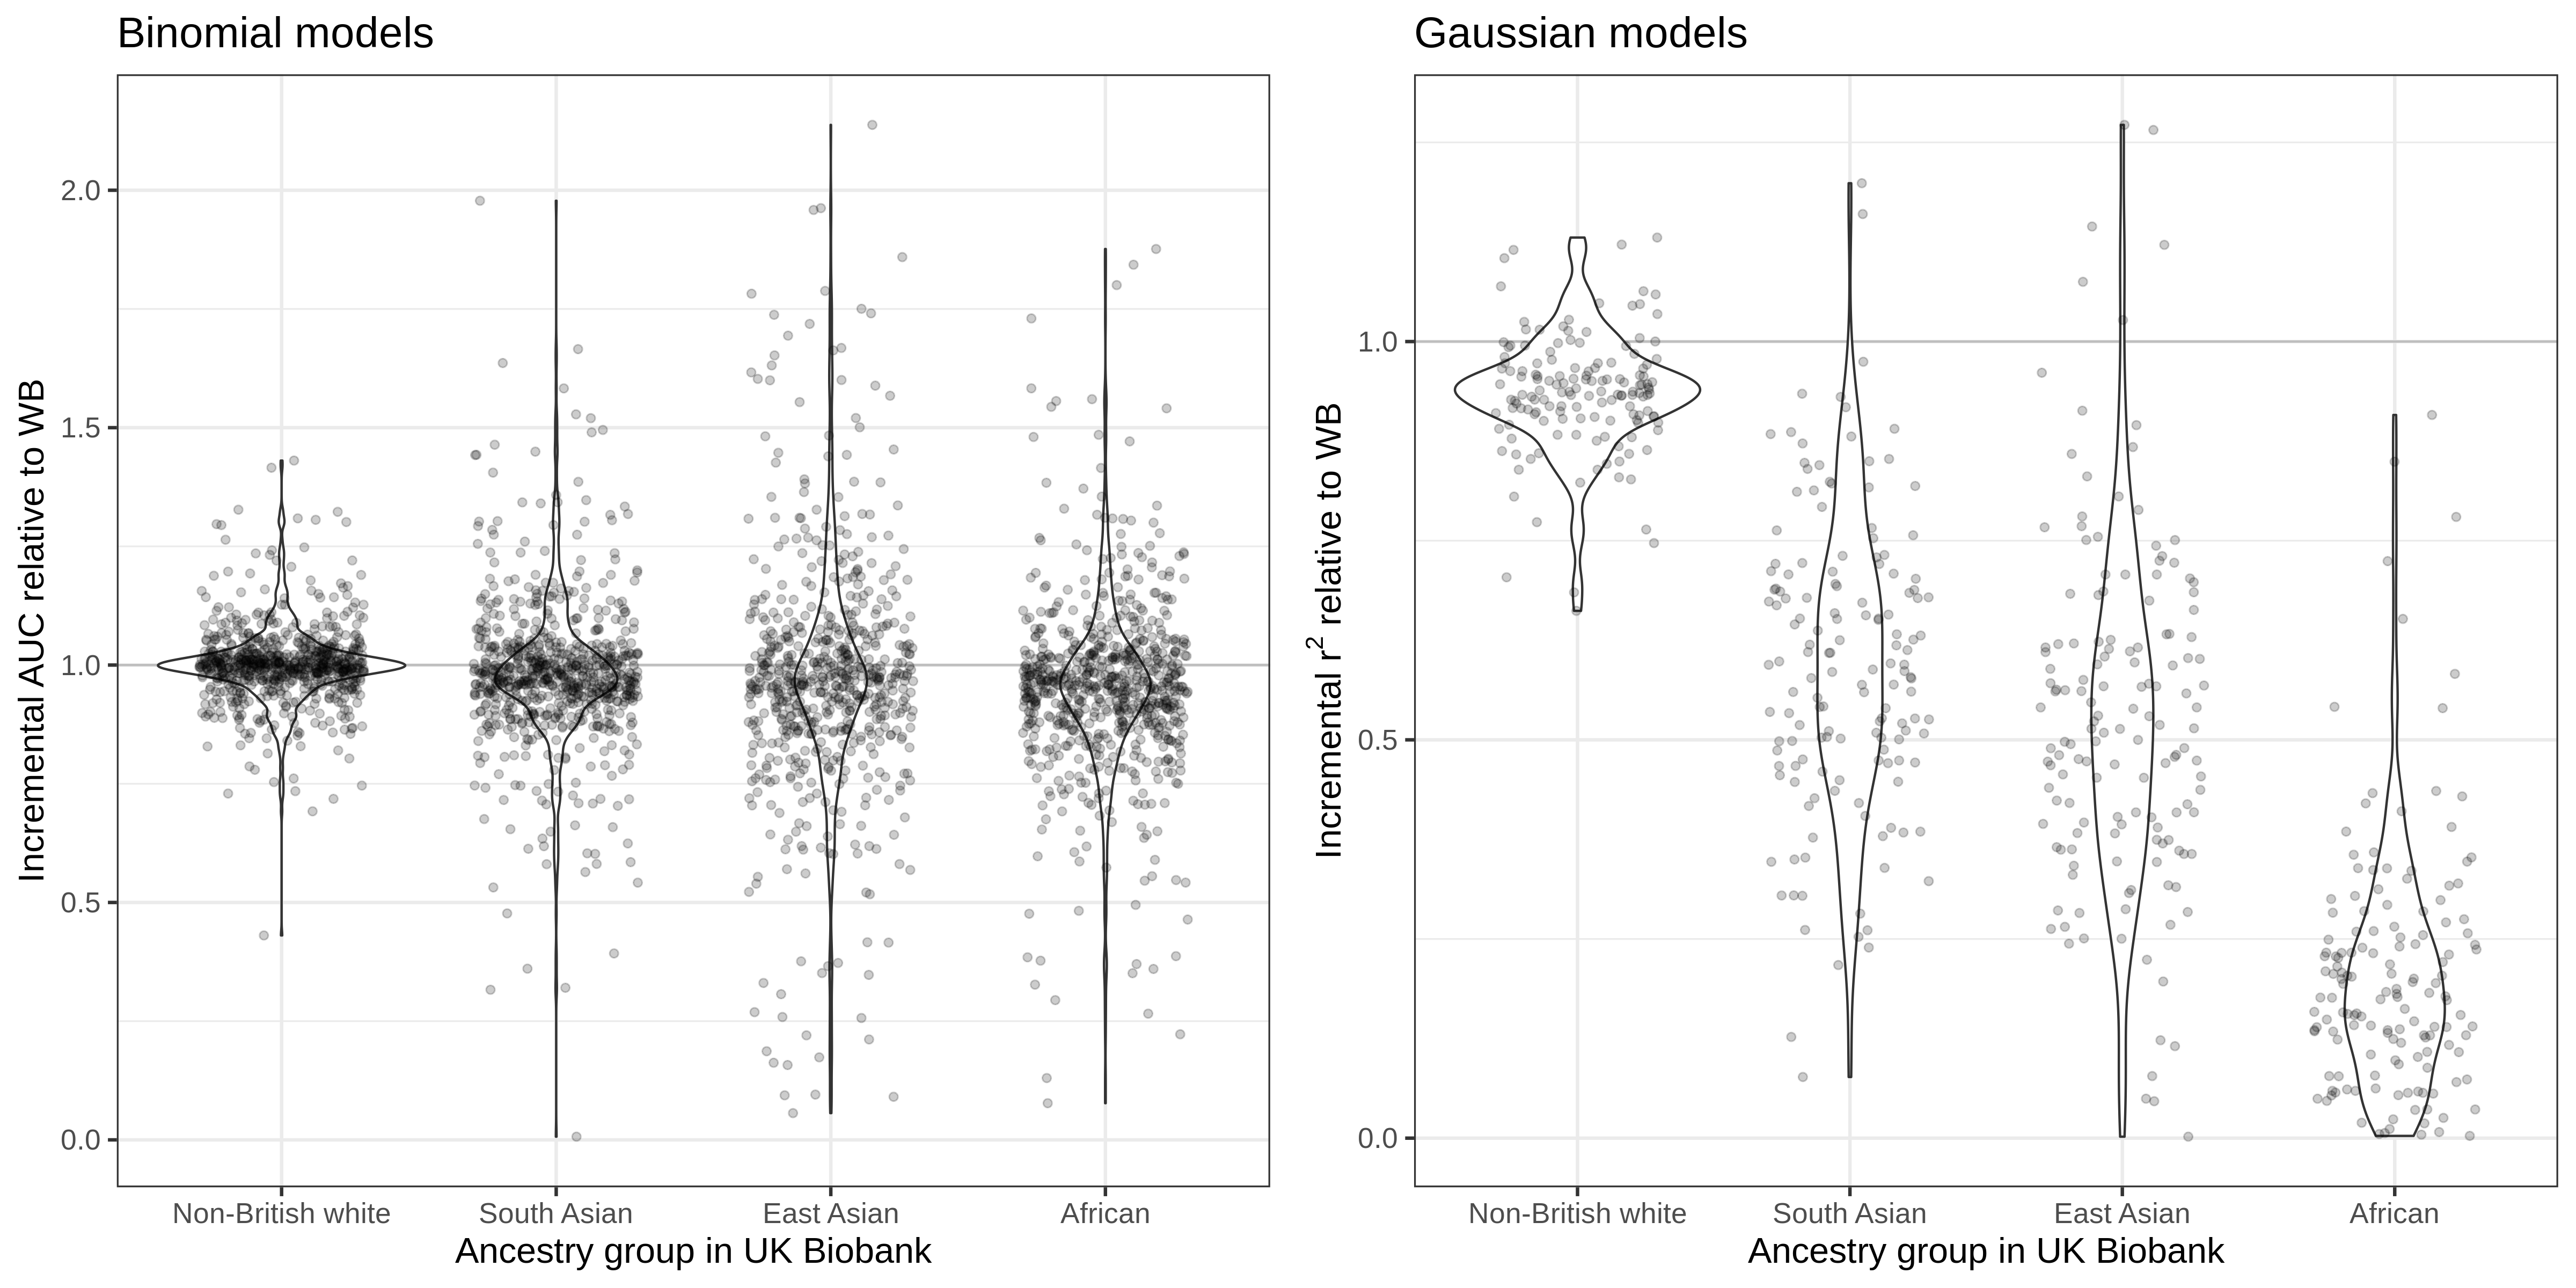 Binomial models
Incremental AUC relative to WB
2.0
1.5
1.0
0.5
0.0
Non-British white South Asian East Asian African
Ancestry group in UK Biobank
Gaussian models
Incremental r² relative to WB
1.0
0.5
0.0
Non-British white South Asian East Asian African
Ancestry group in UK Biobank